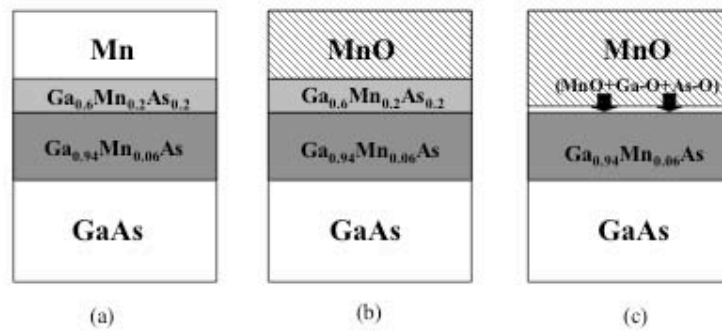 Mn
Ga₀.₆Mn₀.₂As₀.₂
Ga₀.₉₄Mn₀.₀₆As
GaAs
(a)
MnO
Ga₀.₆Mn₀.₂As₀.₂
Ga₀.₉₄Mn₀.₀₆As
GaAs
(b)
MnO
(MnO+Ga-O+As-O)
Ga₀.₉₄Mn₀.₀₆As
GaAs
(c)